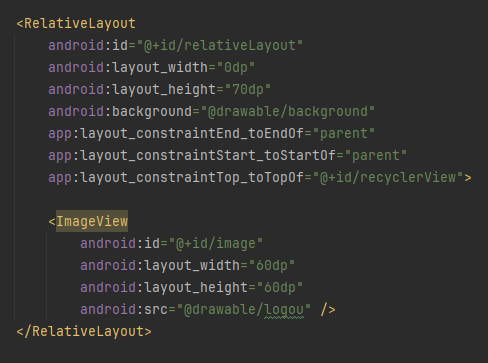 <RelativeLayout
android:id="@+id/relativeLayout"
android:layout_width="0dp"
android:layout_height="70dp"
android:background="@drawable/background"
app:layout_constraintEnd_toEndOf="parent"
app:layout_constraintStart_toStartOf="parent"
app:layout_constraintTop_toTopOf="@+id/recyclerView">
<ImageView
android:id="@+id/image"
android:layout_width="60dp"
android:layout_height="60dp"
android:src="@drawable/logou" />
</RelativeLayout>